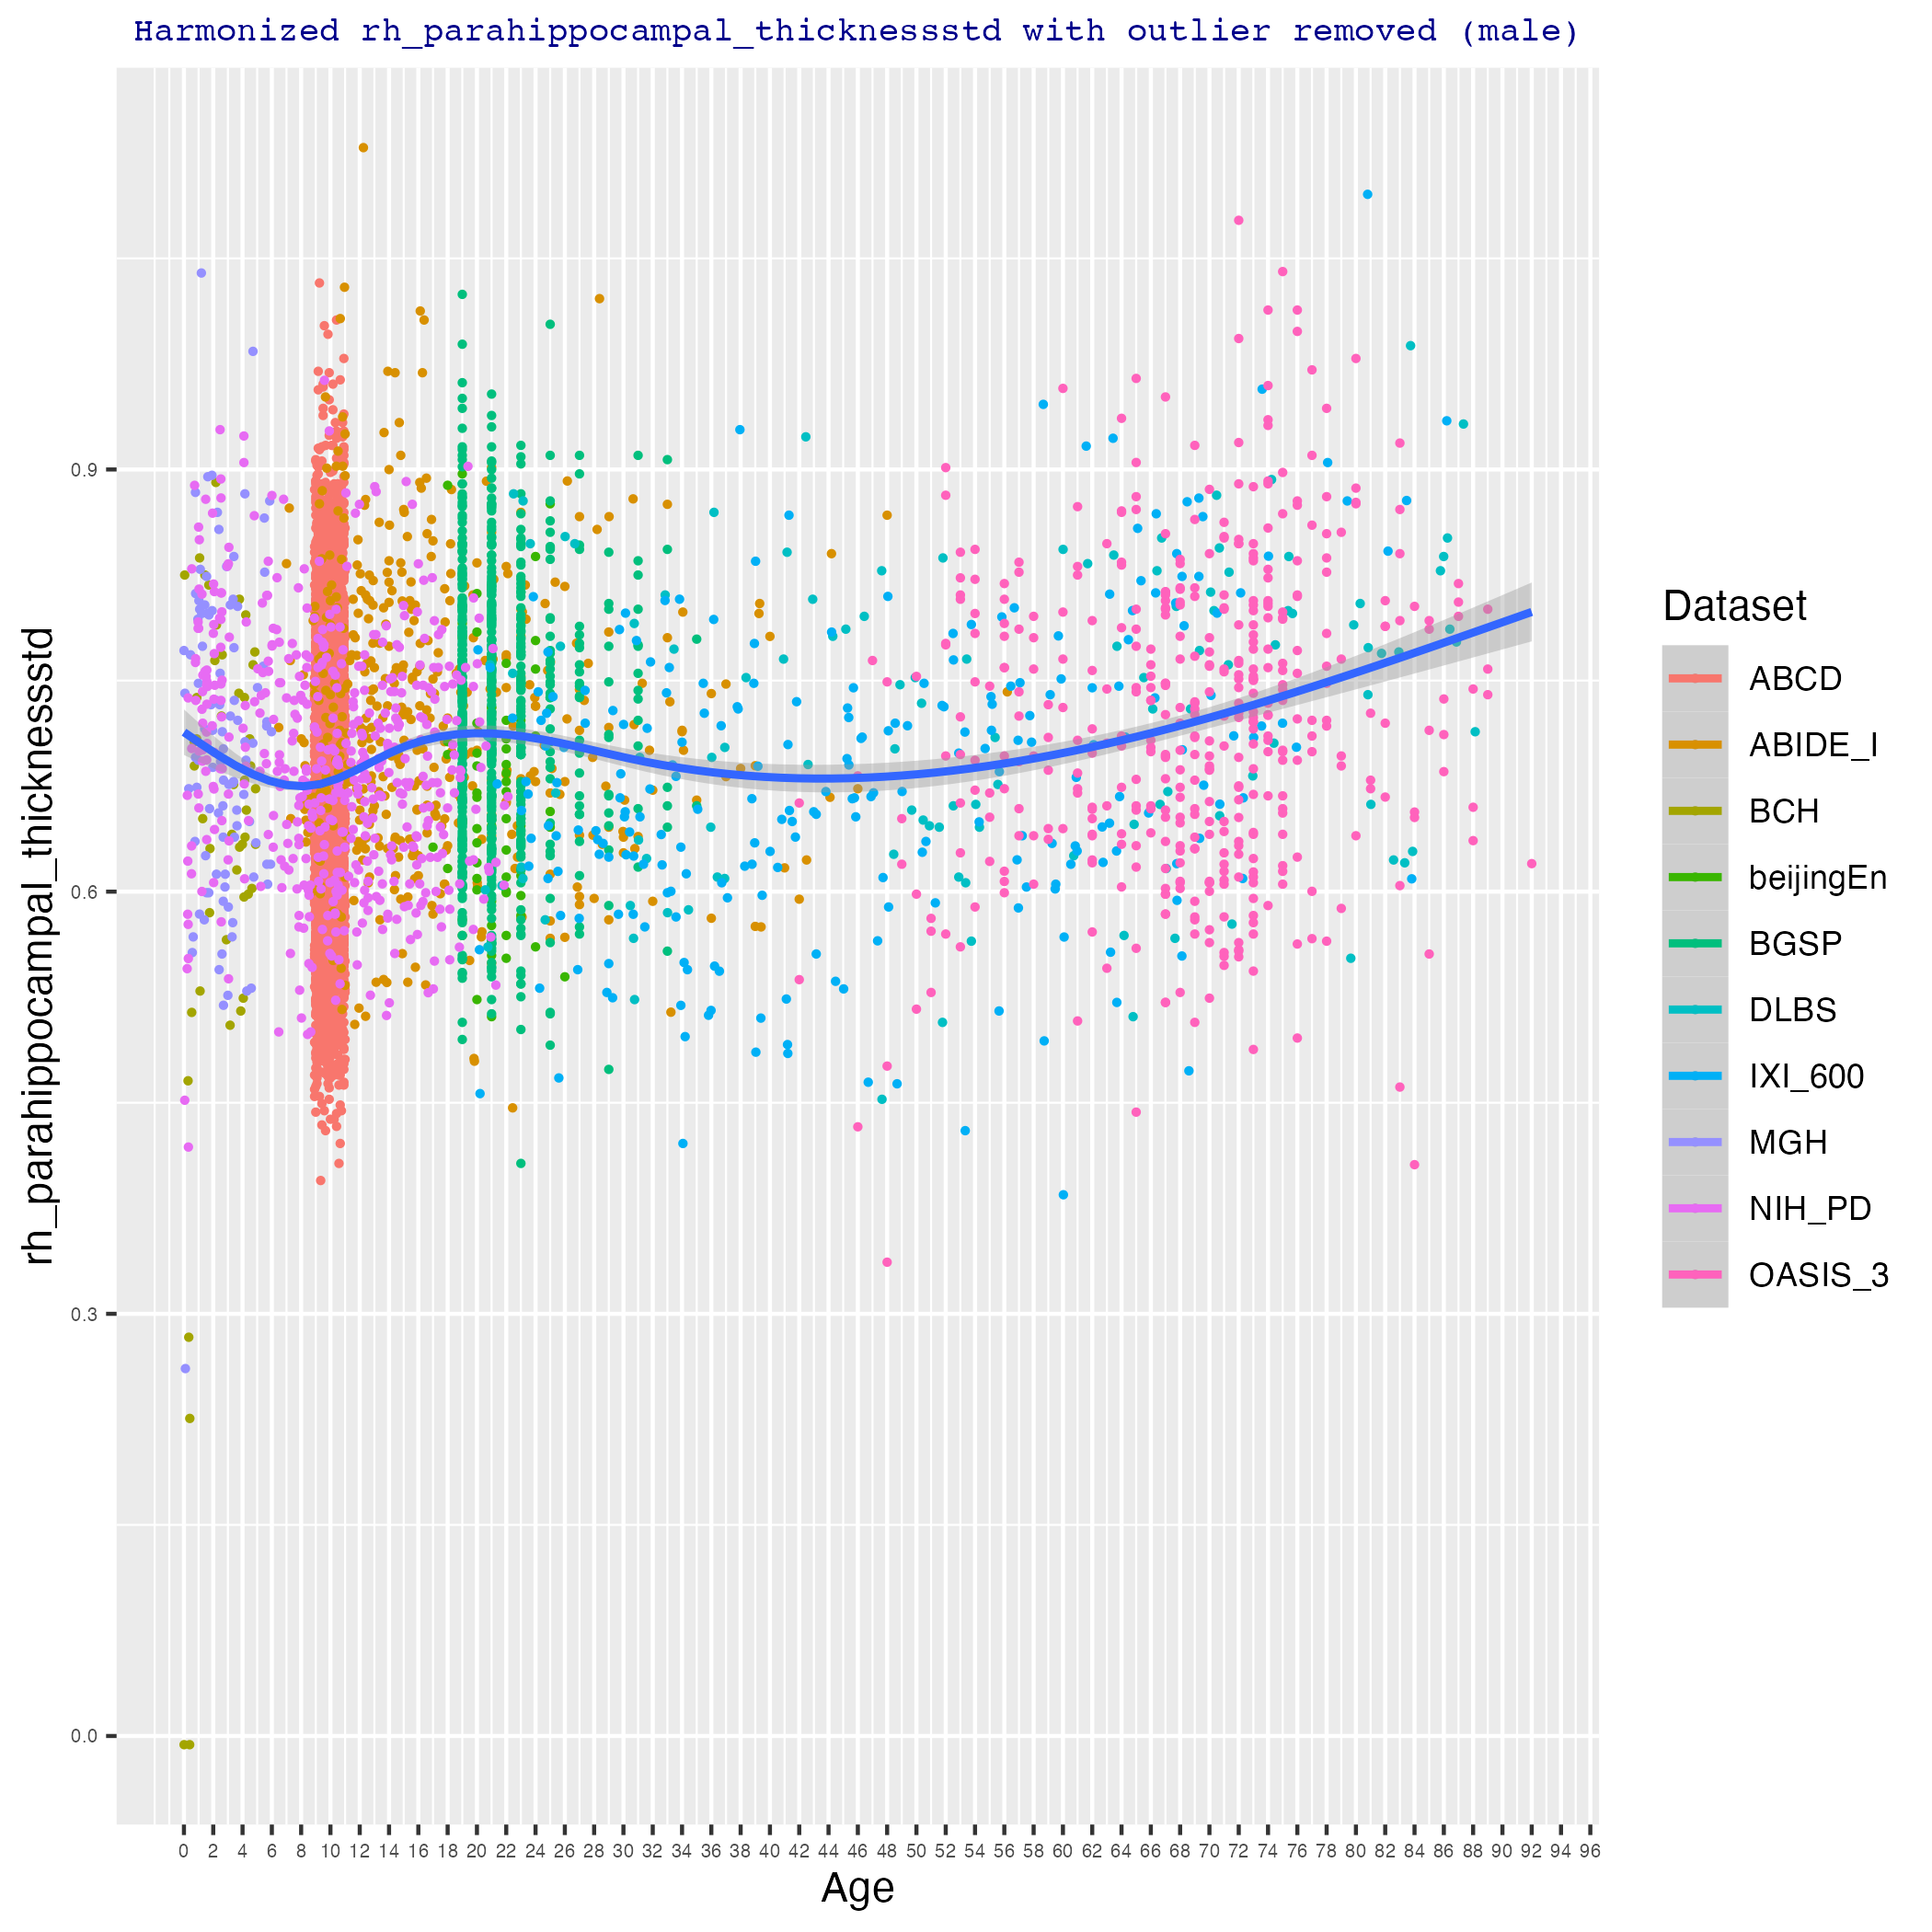 Harmonized rh_parahippocampal_thicknessstd with outlier removed (male)
rh_parahippocampal_thicknessstd
0.9
0.6
0.3
0.0
0 2 4 6 8 10 12 14 16 18 20 22 24 26 28 30 32 34 36 38 40 42 44 46 48 50 52 54 56 58 60 62 64 66 68 70 72 74 76 78 80 82 84 86 88 90 92 94 96
Age
Dataset
ABCD
ABIDE_I
BCH
beijingEn
BGSP
DLBS
IXI_600
MGH
NIH_PD
OASIS_3